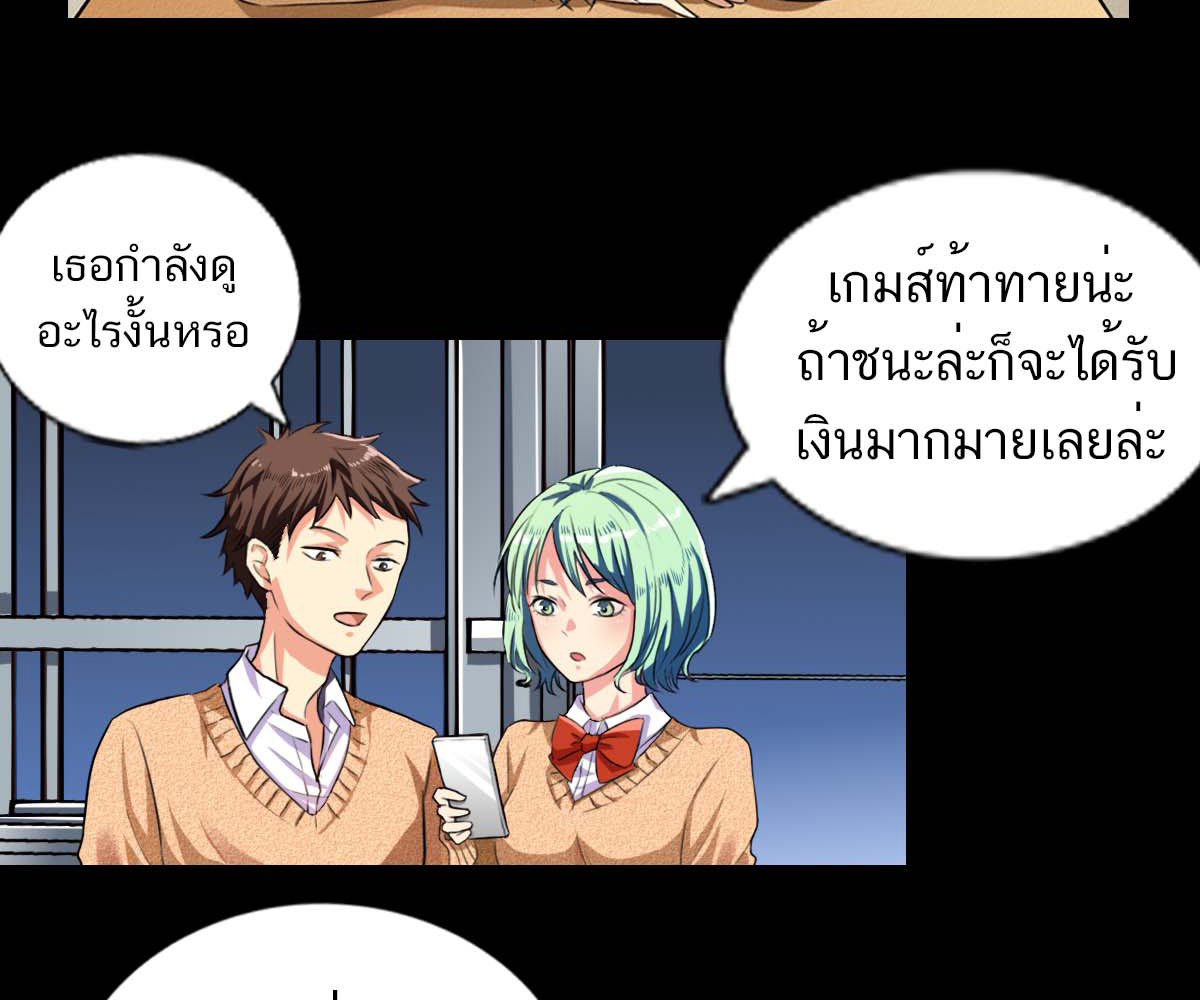 เธอกำลังดู
อะไรงั้นหรอ
เกมส์ท้าทายน่ะ
ถ้าชนะล่ะก็จะได้รับ
เงินมากมายเลยล่ะ